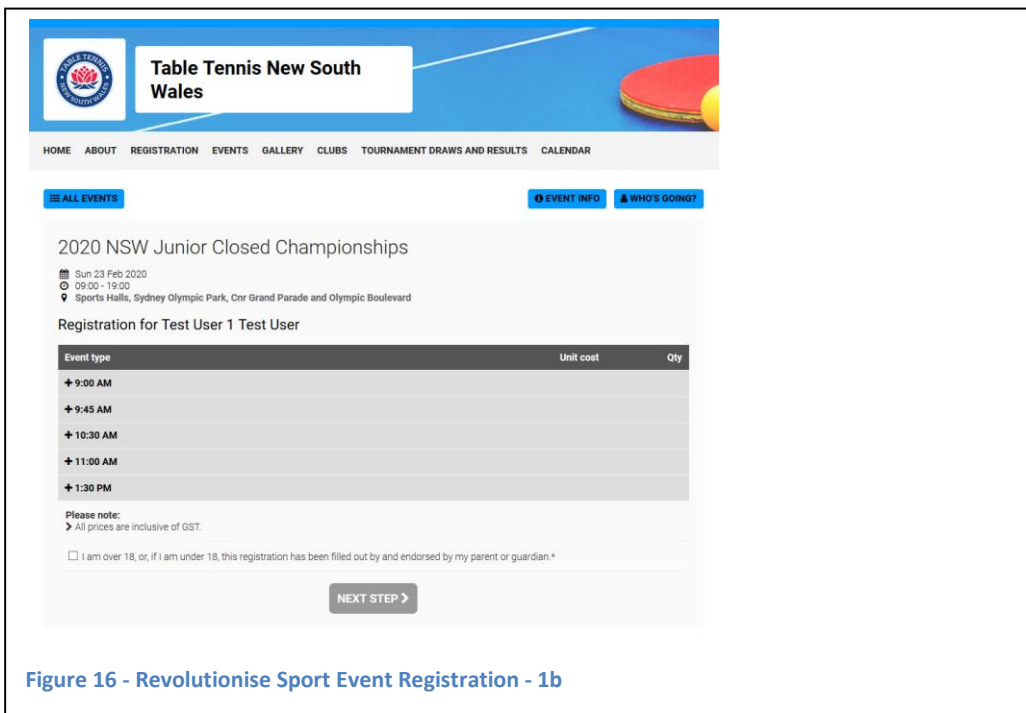 TABLE TENNIS
NEW SOUTH WALES
Table Tennis New South
Wales
HOME ABOUT REGISTRATION EVENTS GALLERY CLUBS TOURNAMENT DRAWS AND RESULTS CALENDAR
ALL EVENTS EVENT INFO WHO'S GOING?
2020 NSW Junior Closed Championships
Sun 23 Feb 2020
09:00 - 19:00
Sports Halls, Sydney Olympic Park, Cnr Grand Parade and Olympic Boulevard
Registration for Test User 1 Test User
Event type Unit cost Qty
+ 9:00 AM
+ 9:45 AM
+ 10:30 AM
+ 11:00 AM
+ 1:30 PM
Please note:
All prices are inclusive of GST.
I am over 18, or, if I am under 18, this registration has been filled out by and endorsed by my parent or guardian.*
NEXT STEP
Figure 16 - Revolutionise Sport Event Registration - 1b